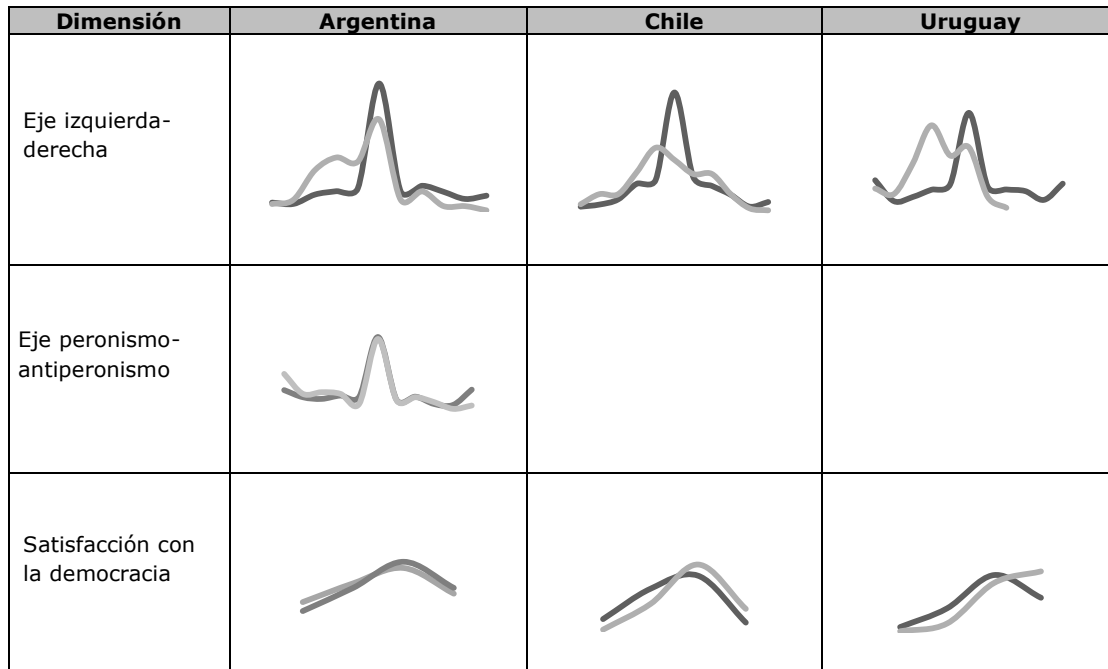 Dimensión Argentina Chile Uruguay
Eje izquierda-
derecha
Eje peronismo-
antiperonismo
Satisfacción con
la democracia